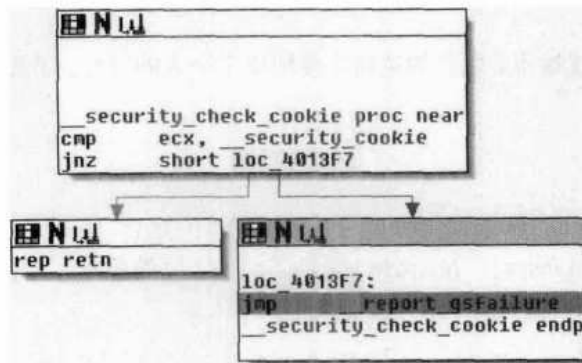 __security_check_cookie proc near
cmp ecx, __security_cookie
jnz short loc_4013F7
rep retn
loc_4013F7:
jmp __report_gsfailure
__security_check_cookie endp